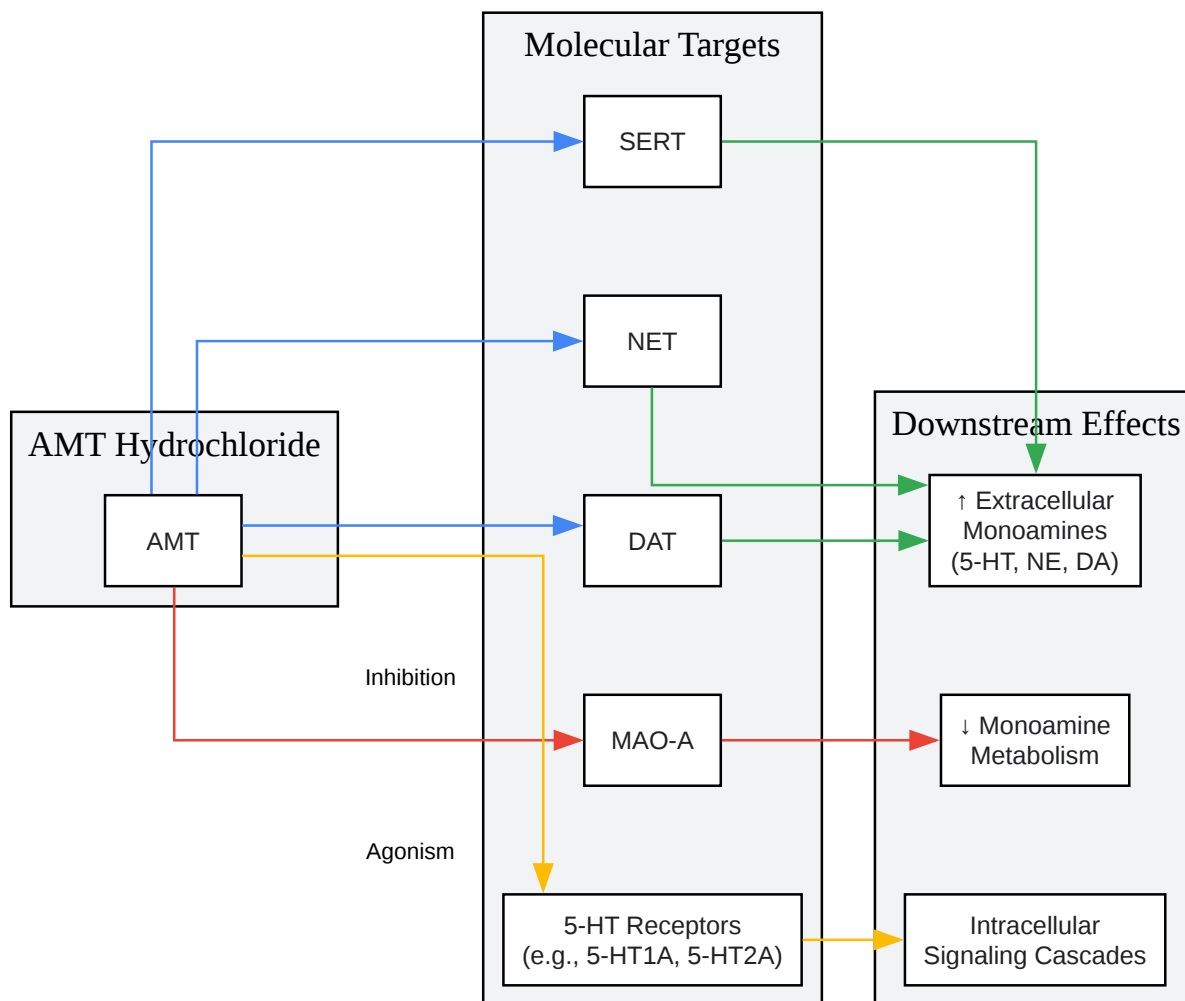 Molecular Targets
SERT
NET
AMT Hydrochloride
AMT
DAT
Downstream Effects
↑ Extracellular
Monoamines
(5-HT, NE, DA)
Inhibition
MAO-A
↓ Monoamine
Metabolism
Agonism
5-HT Receptors
(e.g., 5-HT1A, 5-HT2A)
Intracellular
Signaling Cascades